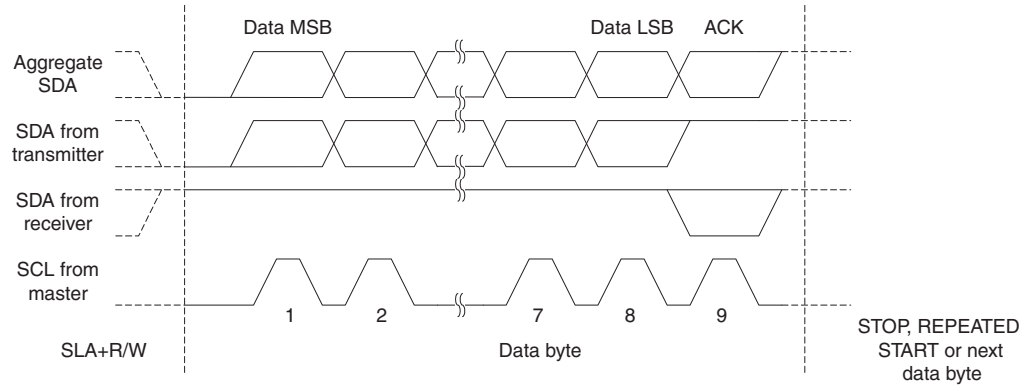 Data MSB
Data LSB
ACK
Aggregate
SDA
SDA from
transmitter
SDA from
receiver
SCL from
master
1
2
7
8
9
SLA+R/W
Data byte
STOP, REPEATED
START or next
data byte